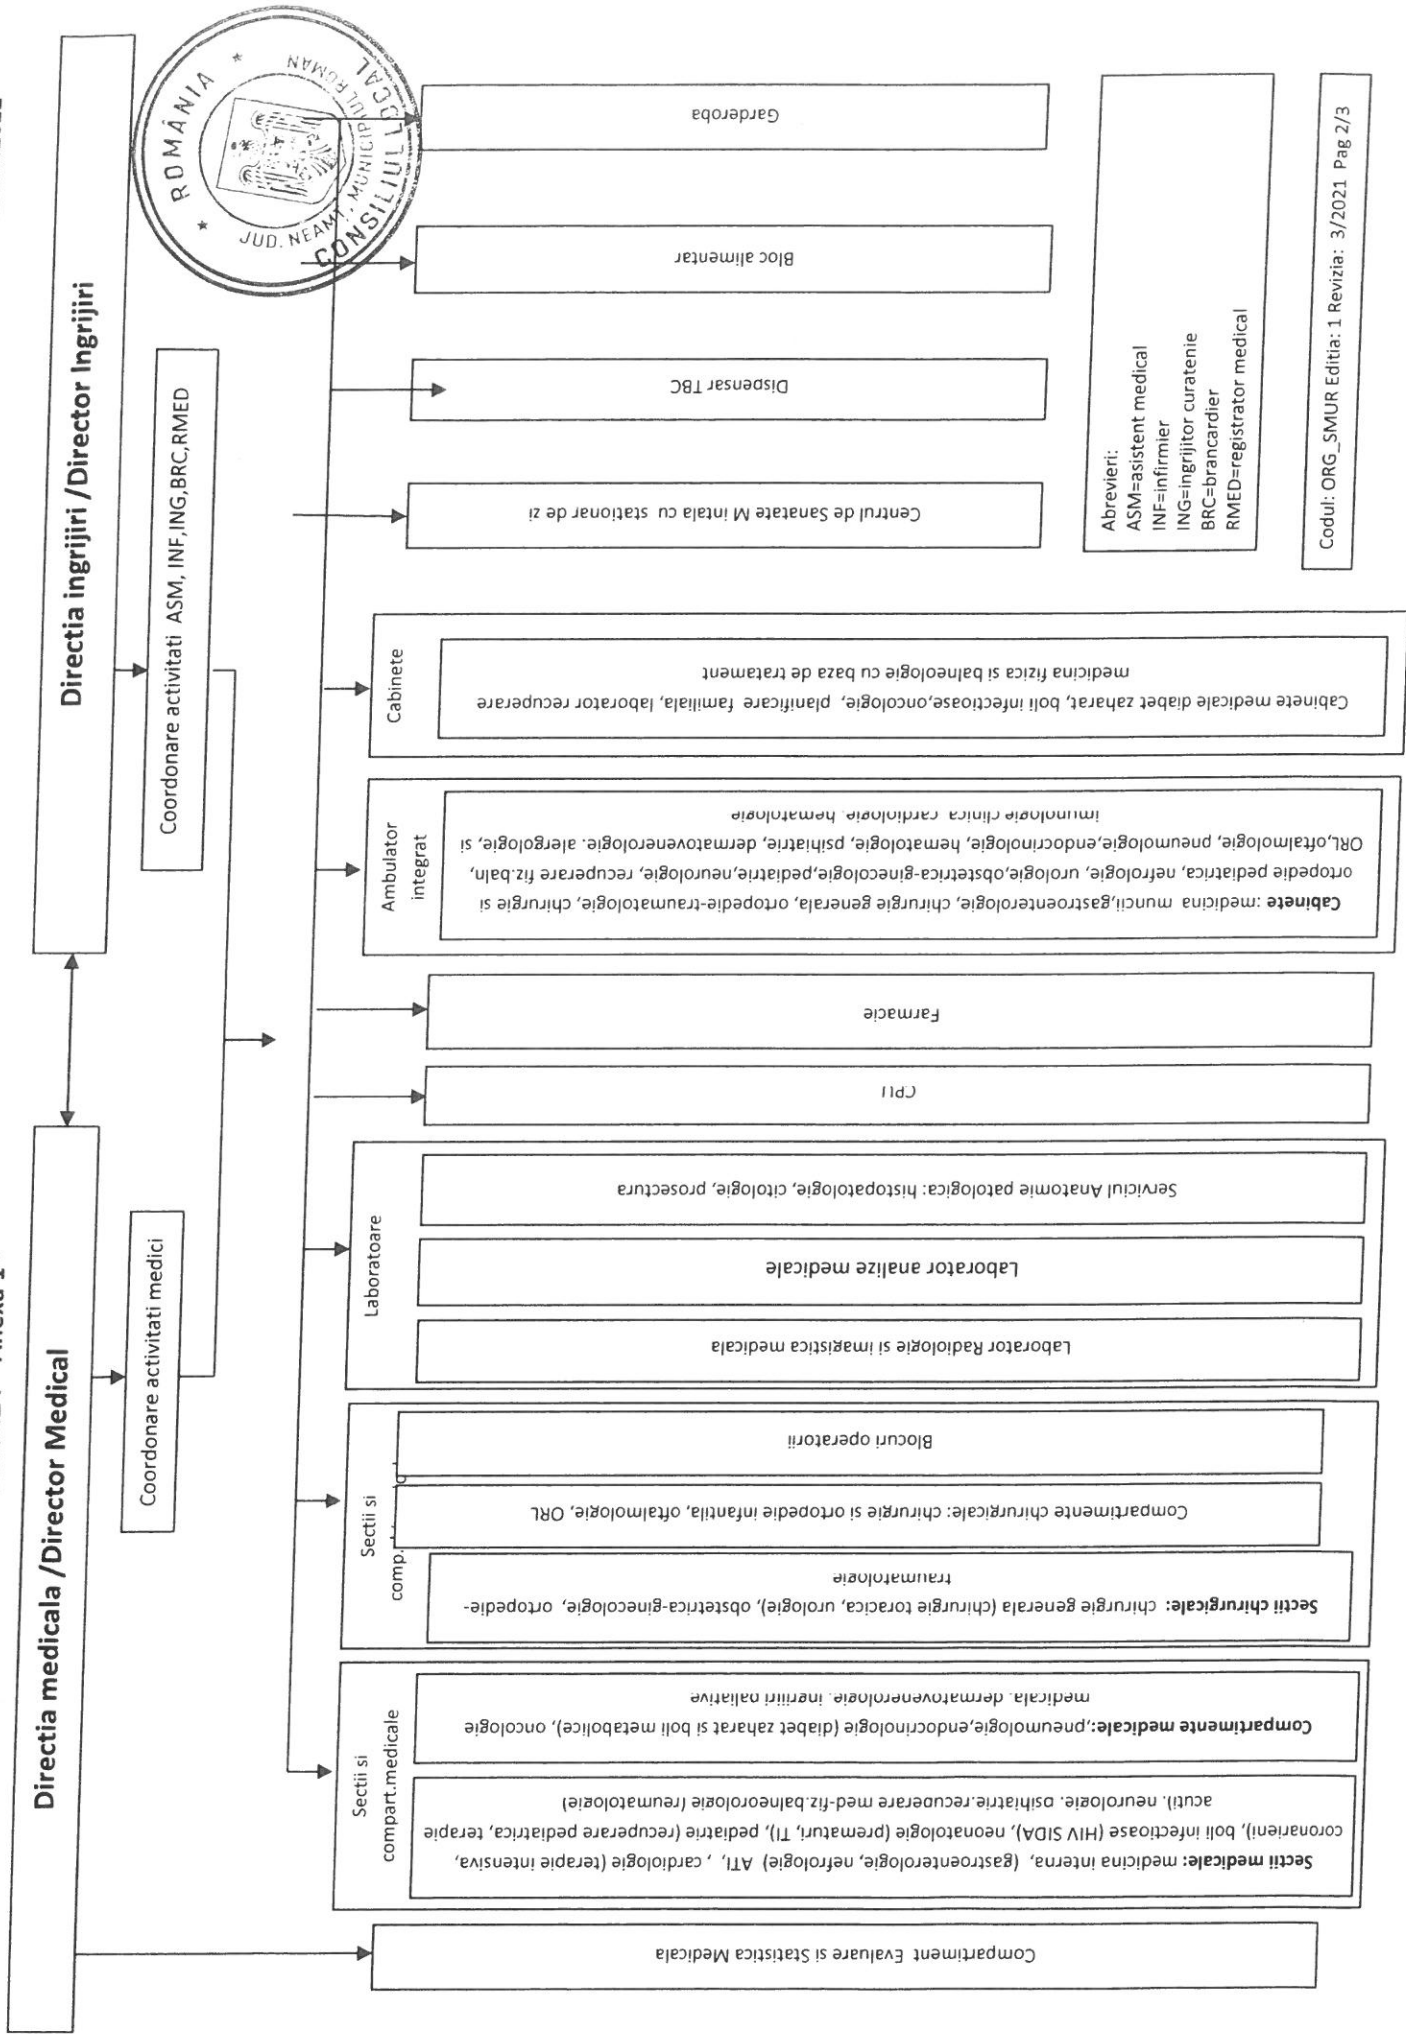 Anexa 1
Directia medicala /Director Medical
Directia ingrijiri /Director Ingrijiri
Coordonare activitati medici
Coordonare activitati ASM, INF,ING,BRC,RMED
ROMÂNIA
JUD. NEAMȚ, MUNICIPIUL ROMAN
CONSILIUL LOCAL
Compartiment Evaluare si Statistica Medicala
Sectii si
compart.medicale
Sectii medicale: medicina interna, (gastroenterologie, nefrologie) ATI, , cardiologie (terapie intensiva,
coronarieni), boli infectioase (HIV SIDA), neonatologie (prematuri, TI), pediatrie (recuperare pediatrica, terapie
acuti). neurologie. psihiatrie.recuperare med-fiz.balneorologie (reumatologie)
Compartimente medicale:,pneumologie,endocrinologie (diabet zaharat si boli metabolice), oncologie
medicala. dermatovenerologie. ingrijiri paliative
Sectii si
comp.
Sectii chirurgicale: chirurgie generala (chirurgie toracica, urologie), obstetrica-ginecologie, ortopedie-
traumatologie
Compartimente chirurgicale: chirurgie si ortopedie infantila, oftalmologie, ORL
Blocuri operatorii
Laboratoare
Laborator Radiologie si imagistica medicala
Laborator analize medicale
Serviciul Anatomie patologica: histopatologie, citologie, prosectura
Farmacie
Ambulator
integrat
Cabinete :medicina muncii,gastroenterologie, chirurgie generala, ortopedie-traumatologie, chirurgie si
ortopedie pediatrica, nefrologie, urologie,obstetrica-ginecologie,pediatrie,neurologie, recuperare fiz.baln,
ORL,oftalmologie, pneumologie,endocrinologie, hematologie, psihiatrie, dermatovenerologie. alergologie, si
imunologie clinica cardiologie. hematologie
Cabinete
Cabinete medicale diabet zaharat, boli infectioase,oncologie, planificare familiala, laborator recuperare
medicina fizica si balneologie cu baza de tratament
Centrul de Sanatate M intala cu stationar de zi
Dispensar TBC
Bloc alimentar
Garderoba
Abrevieri:
ASM=asistent medical
INF=infirmier
ING=ingrijitor curatenie
BRC=brancardier
RMED=registrator medical
Codul: ORG_SMUR Editia: 1 Revizia: 3/2021 Pag 2/3